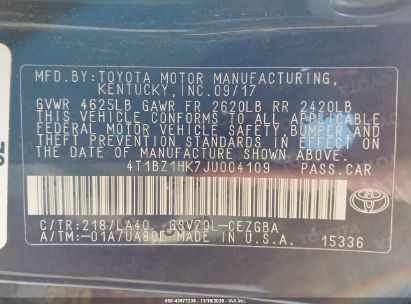 MFD. BY: TOYOTA MOTOR MANUFACTURING,
KENTUCKY, INC. 09/17
GVWR 4625LB GAWR FR 2620LB RR 2420LB
THIS VEHICLE CONFORMS TO ALL APPLICABLE
FEDERAL MOTOR VEHICLE SAFETY, BUMPER AND
THEFT PREVENTION STANDARDS IN EFFECT ON
THE DATE OF MANUFACTURE SHOWN ABOVE.
4T1BZ1HK7JU004109 PASS.CAR
C/TR: 218/LA40 GSV70L-CEZGBA
A/TM: -01A/UA80E MADE IN U.S.A. 15336
TOYOTA